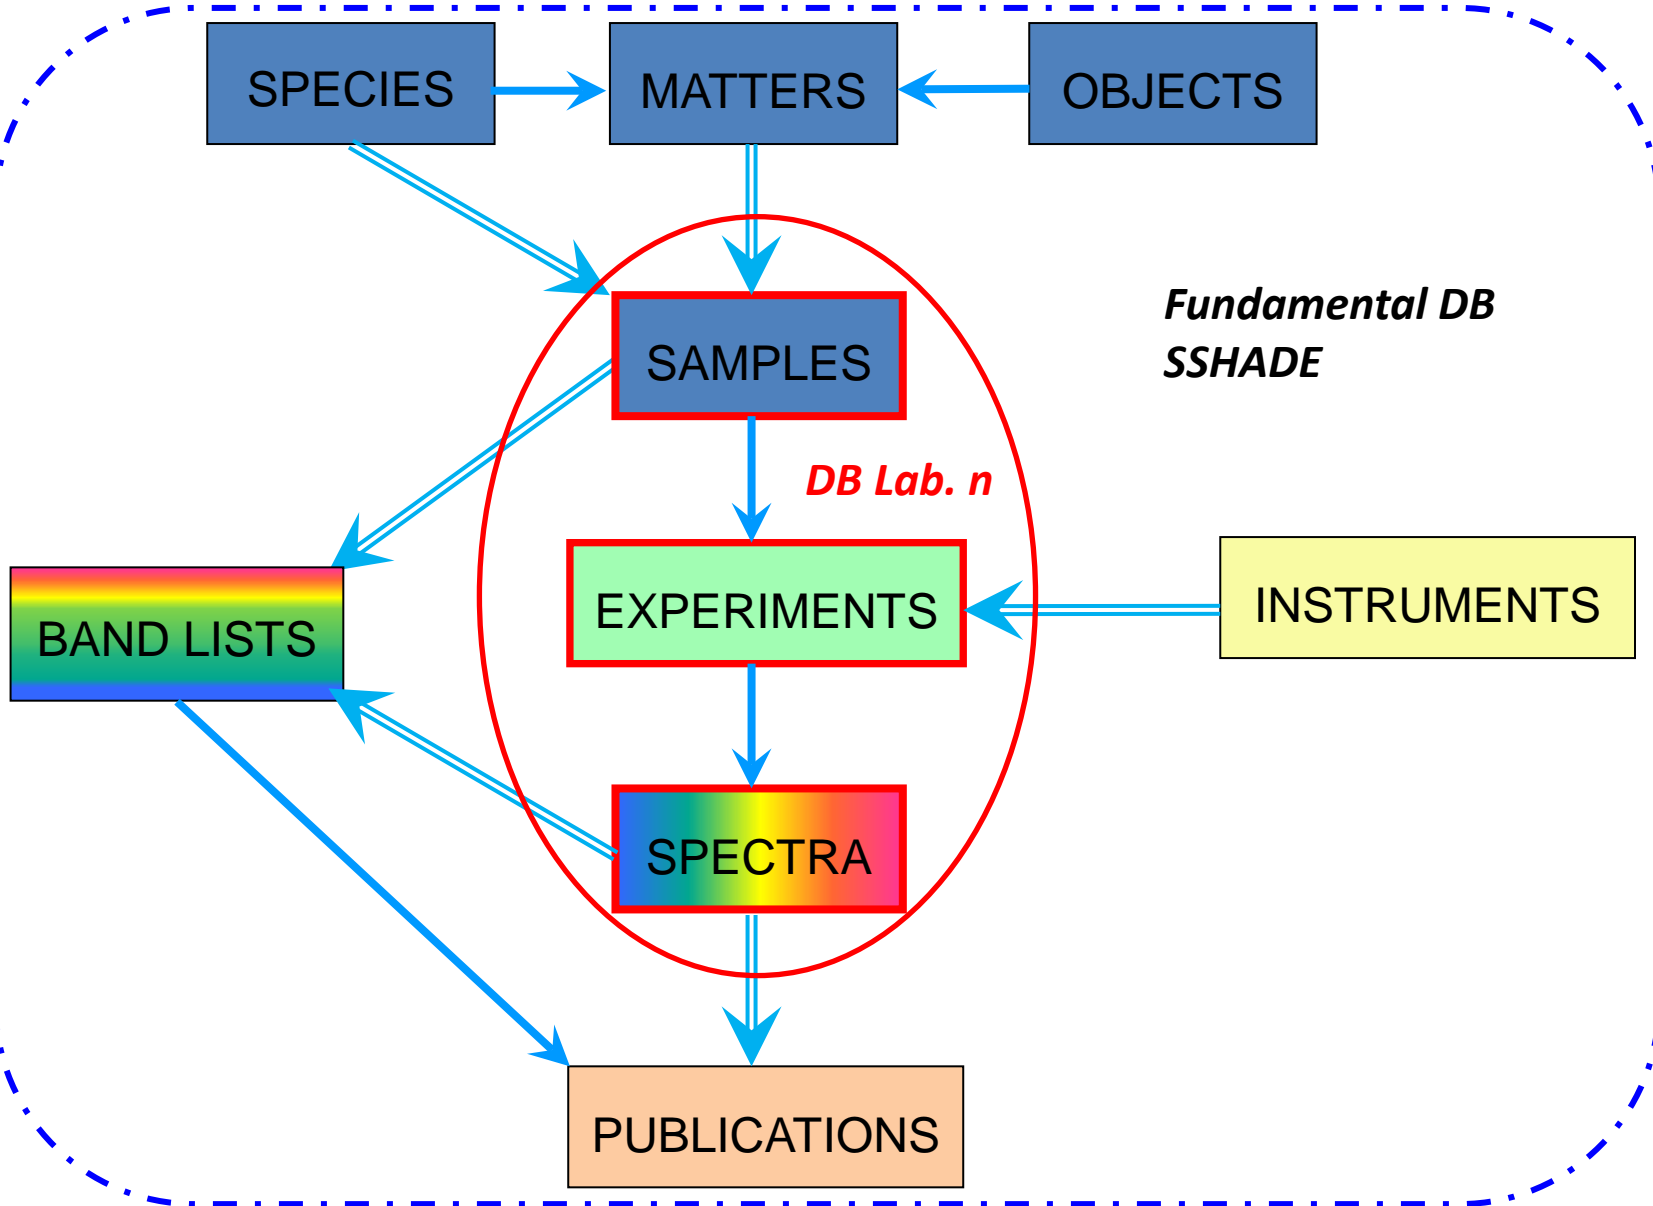 SPECIES
MATTERS
OBJECTS
Fundamental DB
SSHADE
SAMPLES
DB Lab. n
EXPERIMENTS
INSTRUMENTS
BAND LISTS
SPECTRA
PUBLICATIONS